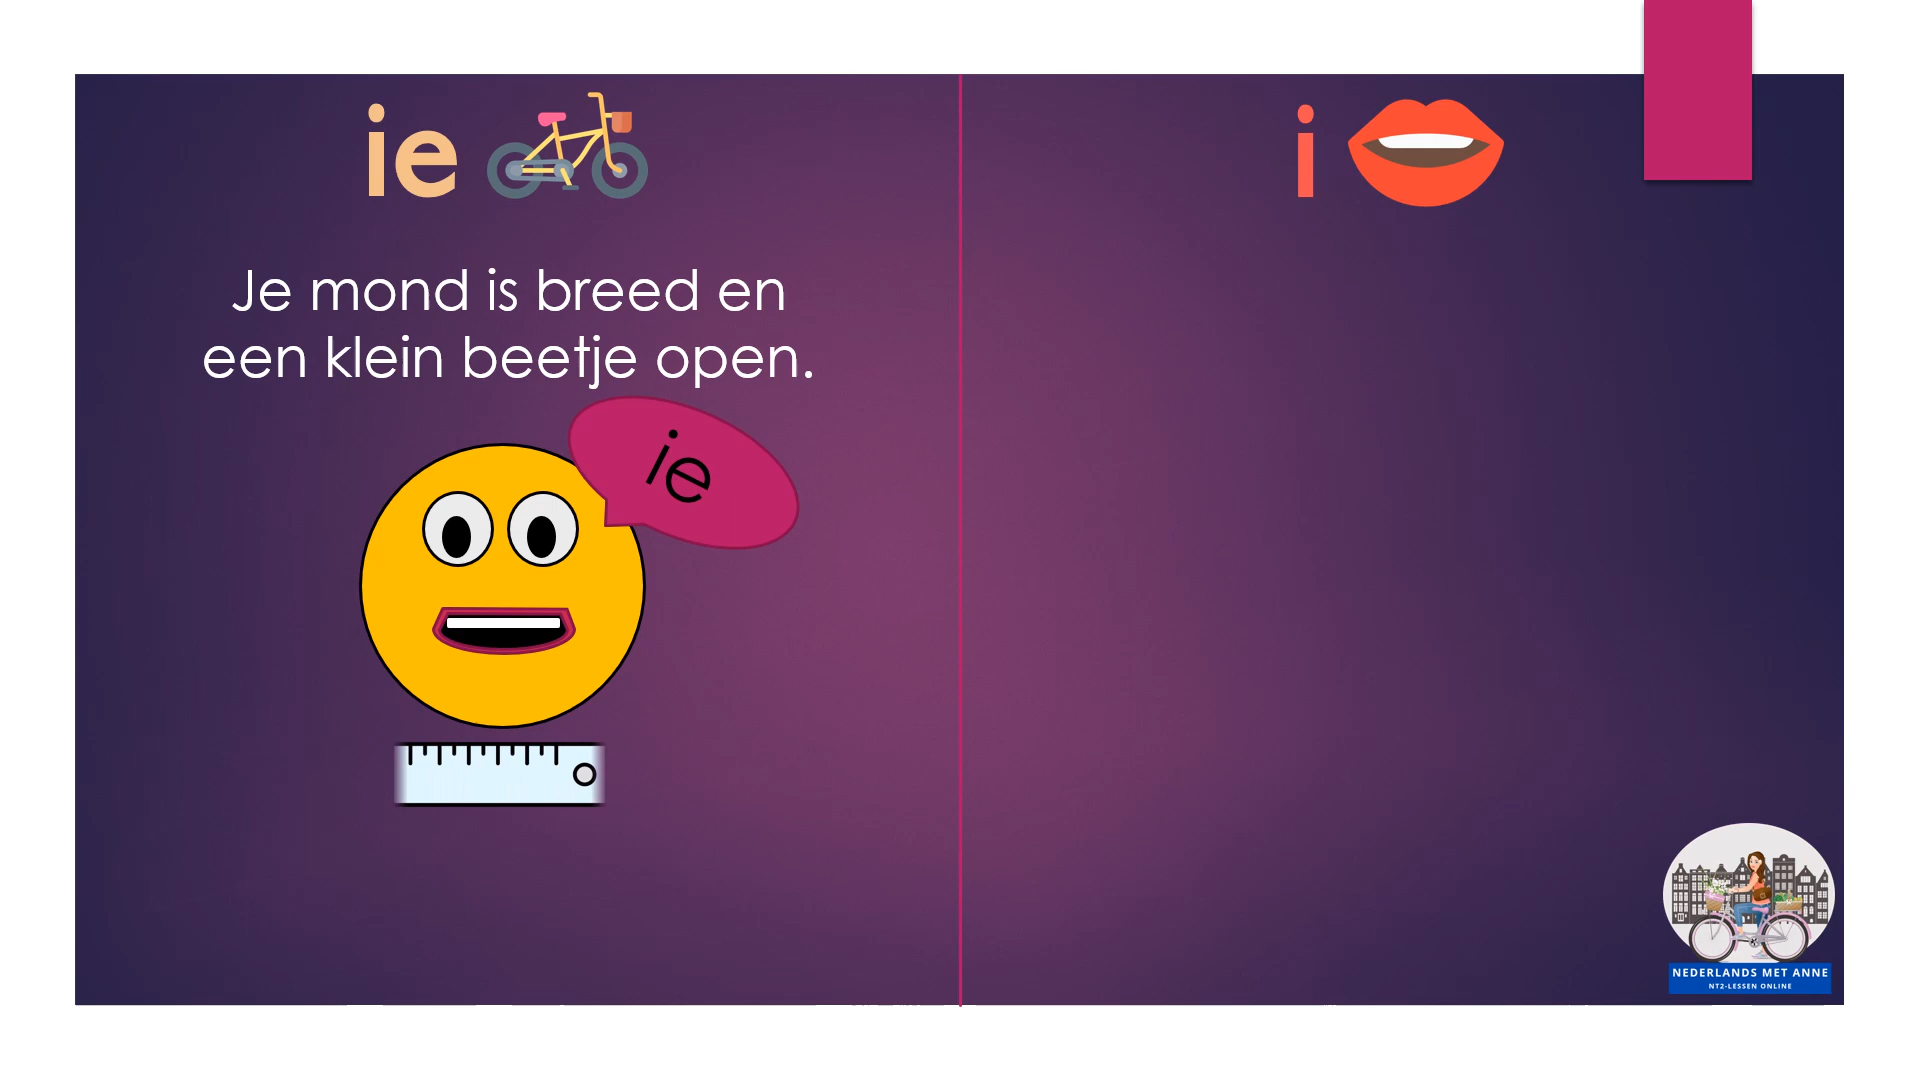 ie
i
Je mond is breed en
een klein beetje open.
ie
NEDERLANDS MET ANNE
NT2-LESSEN ONLINE